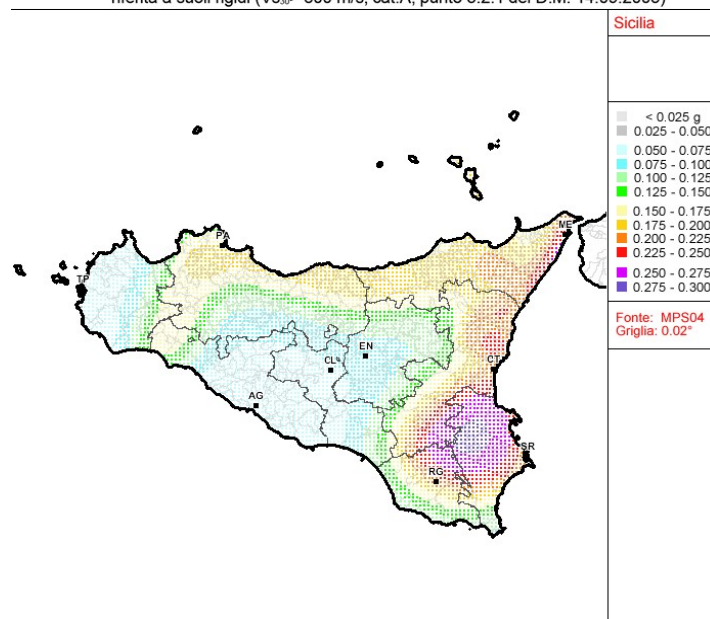 Sicilia
< 0.025 g
0.025 - 0.050
0.050 - 0.075
0.075 - 0.100
0.100 - 0.125
0.125 - 0.150
0.150 - 0.175
0.175 - 0.200
0.200 - 0.225
0.225 - 0.250
0.250 - 0.275
0.275 - 0.300
Fonte: MPS04
Griglia: 0.02°
ME
PA
TP
EN
CL
CT
AG
SR
RG